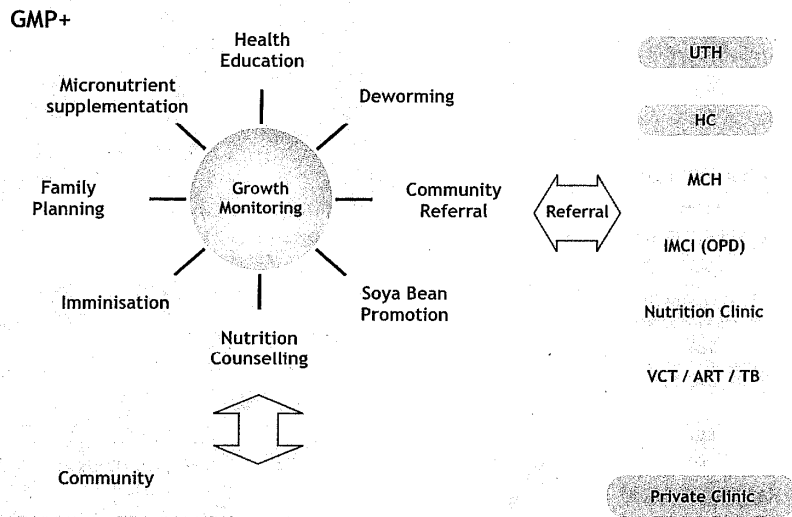 GMP+
Health
Education
Micronutrient
supplementation
Deworming
Family
Planning
Growth
Monitoring
Community
Referral
Imminisation
Soya Bean
Promotion
Nutrition
Counselling
Community
Referral
UTH
HC
MCH
IMCI (OPD)
Nutrition Clinic
VCT / ART / TB
Private Clinic